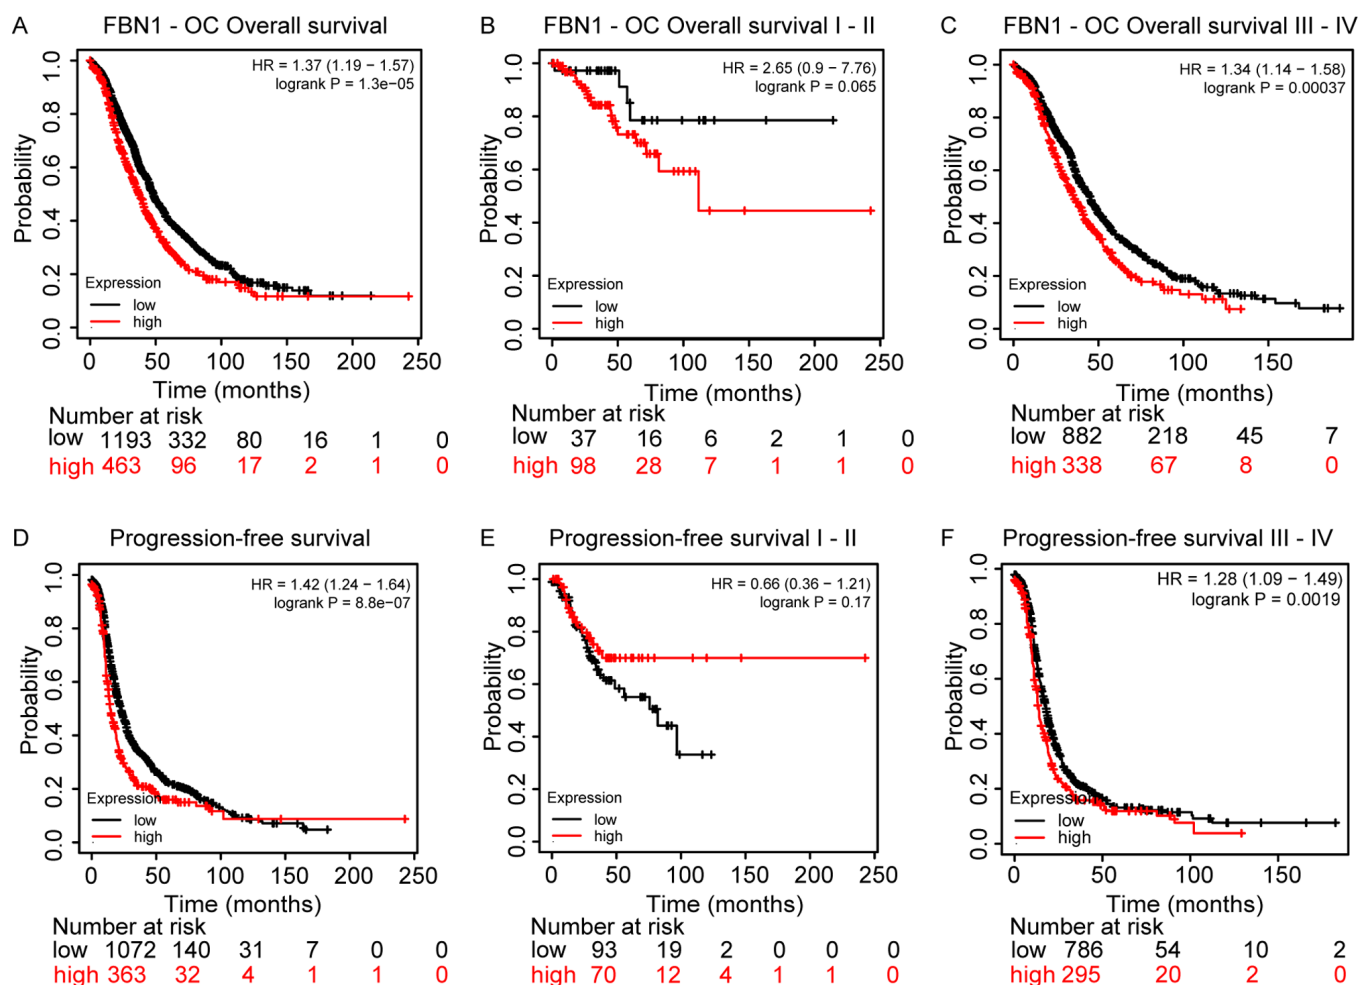 A FBN1 - OC Overall survival
HR = 1.37 (1.19 − 1.57)
logrank P = 1.3e−05
Probability
1.0
0.8
0.6
0.4
0.2
0.0
Expression
low
high
0 50 100 150 200 250
Time (months)
Number at risk
low 1193 332 80 16 1 0
high 463 96 17 2 1 0
B FBN1 - OC Overall survival I - II
HR = 2.65 (0.9 − 7.76)
logrank P = 0.065
Probability
1.0
0.8
0.6
0.4
0.2
0.0
Expression
low
high
0 50 100 150 200 250
Time (months)
Number at risk
low 37 16 6 2 1 0
high 98 28 7 1 1 0
C FBN1 - OC Overall survival III - IV
HR = 1.34 (1.14 − 1.58)
logrank P = 0.00037
Probability
1.0
0.8
0.6
0.4
0.2
0.0
Expression
low
high
0 50 100 150
Time (months)
Number at risk
low 882 218 45 7
high 338 67 8 0
D Progression-free survival
HR = 1.42 (1.24 − 1.64)
logrank P = 8.8e−07
Probability
1.0
0.8
0.6
0.4
0.2
0.0
Expression
low
high
0 50 100 150 200 250
Time (months)
Number at risk
low 1072 140 31 7 0 0
high 363 32 4 1 1 0
E Progression-free survival I - II
HR = 0.66 (0.36 − 1.21)
logrank P = 0.17
Probability
1.0
0.8
0.6
0.4
0.2
0.0
Expression
low
high
0 50 100 150 200 250
Time (months)
Number at risk
low 93 19 2 0 0 0
high 70 12 4 1 1 0
F Progression-free survival III - IV
HR = 1.28 (1.09 − 1.49)
logrank P = 0.0019
Probability
1.0
0.8
0.6
0.4
0.2
0.0
Expression
low
high
0 50 100 150
Time (months)
Number at risk
low 786 54 10 2
high 295 20 2 0